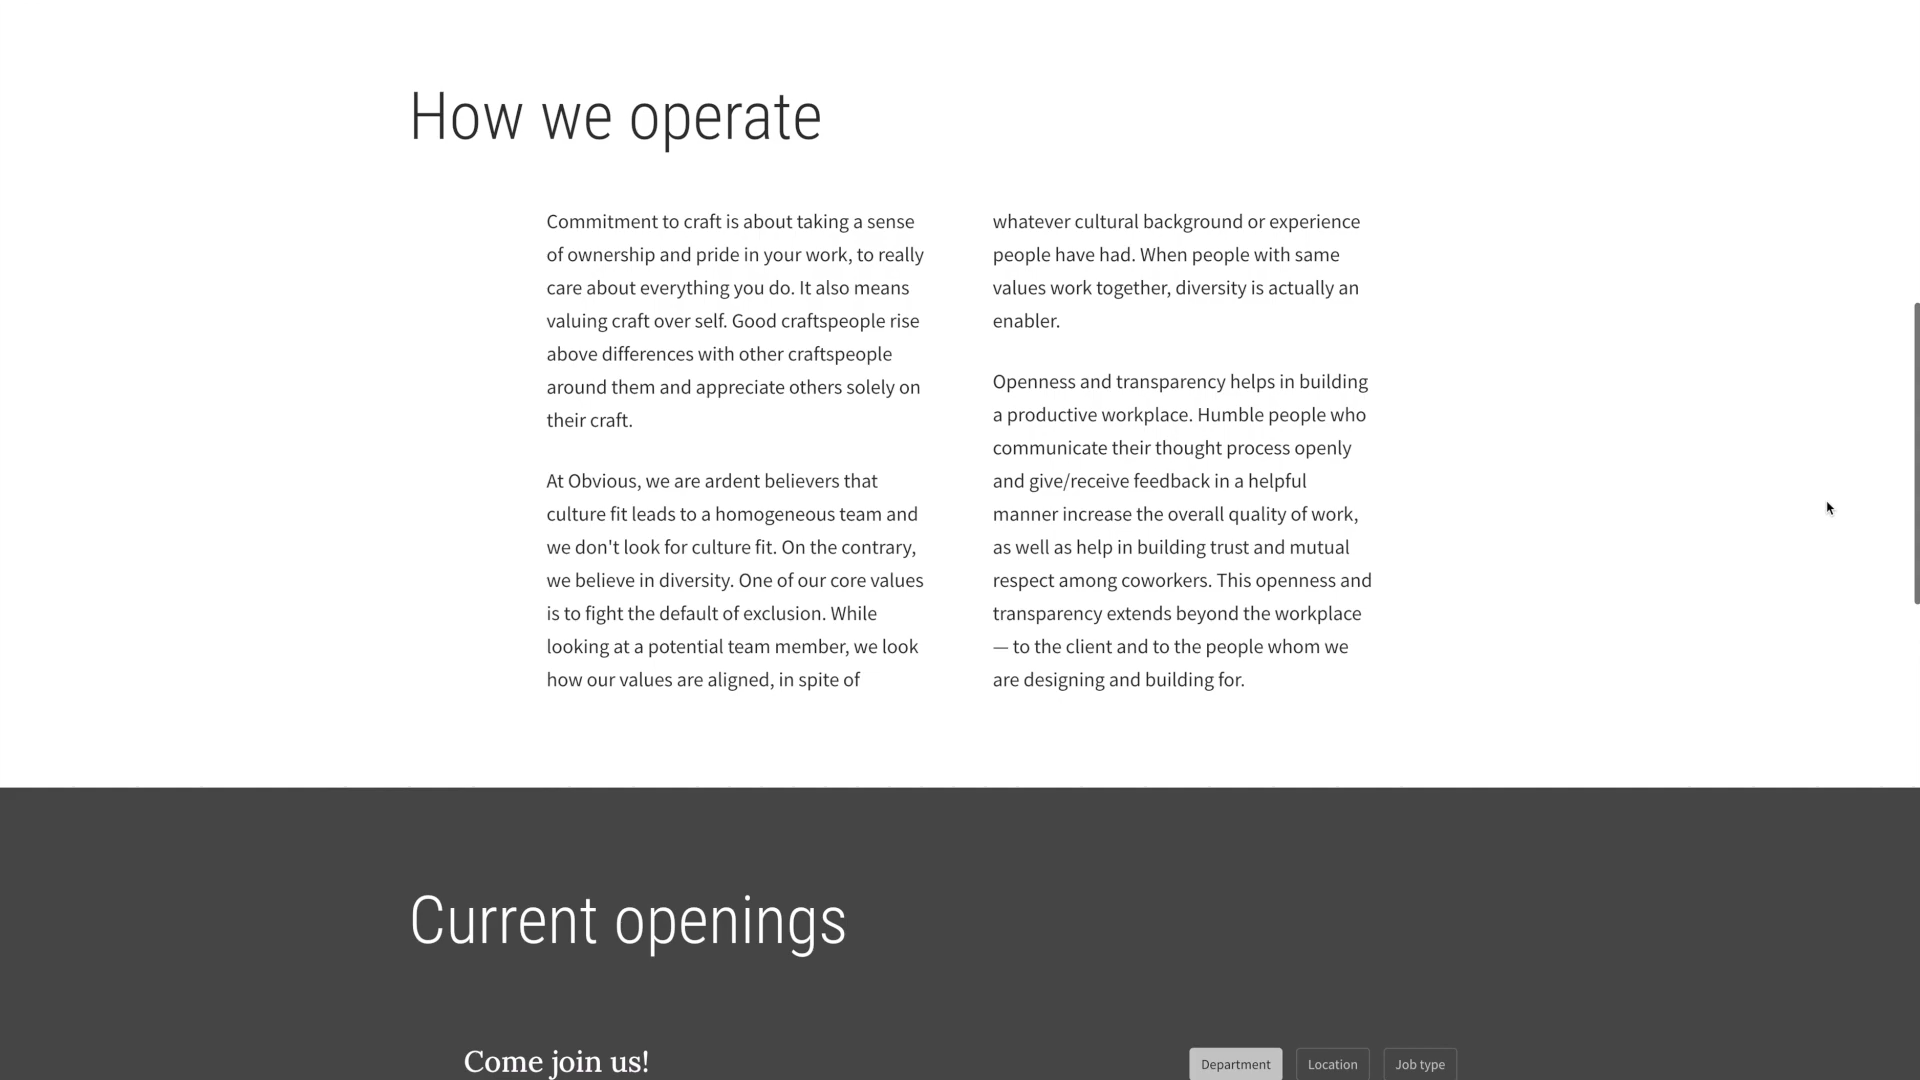 How we operate
Commitment to craft is about taking a sense
of ownership and pride in your work, to really
care about everything you do. It also means
valuing craft over self. Good craftspeople rise
above differences with other craftspeople
around them and appreciate others solely on
their craft.
At Obvious, we are ardent believers that
culture fit leads to a homogeneous team and
we don't look for culture fit. On the contrary,
we believe in diversity. One of our core values
is to fight the default of exclusion. While
looking at a potential team member, we look
how our values are aligned, in spite of
whatever cultural background or experience
people have had. When people with same
values work together, diversity is actually an
enabler.
Openness and transparency helps in building
a productive workplace. Humble people who
communicate their thought process openly
and give/receive feedback in a helpful
manner increase the overall quality of work,
as well as help in building trust and mutual
respect among coworkers. This openness and
transparency extends beyond the workplace
— to the client and to the people whom we
are designing and building for.
Current openings
Come join us!
Department
Location
Job type